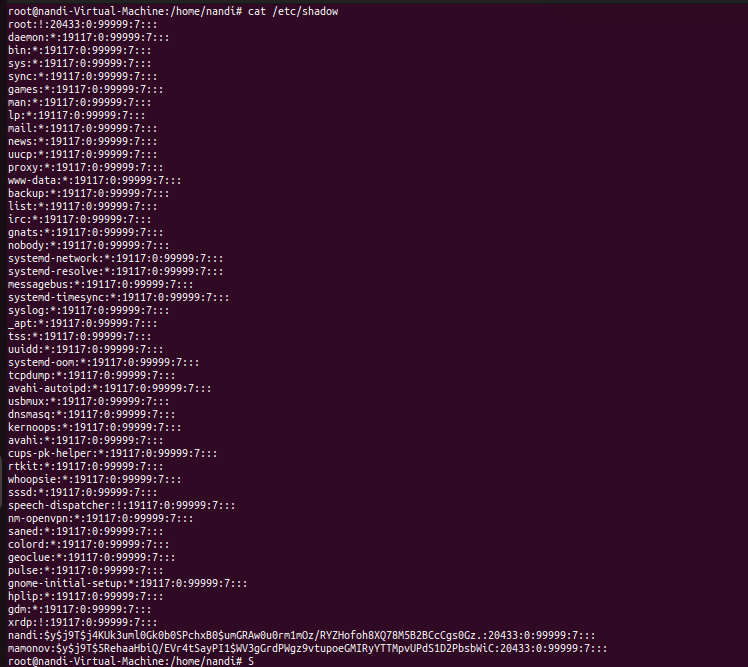 root@nandi-Virtual-Machine:/home/nandi# cat /etc/shadow
root:!:20433:0:99999:7:::
daemon:*:19117:0:99999:7:::
bin:*:19117:0:99999:7:::
sys:*:19117:0:99999:7:::
sync:*:19117:0:99999:7:::
games:*:19117:0:99999:7:::
man:*:19117:0:99999:7:::
lp:*:19117:0:99999:7:::
mail:*:19117:0:99999:7:::
news:*:19117:0:99999:7:::
uucp:*:19117:0:99999:7:::
proxy:*:19117:0:99999:7:::
www-data:*:19117:0:99999:7:::
backup:*:19117:0:99999:7:::
list:*:19117:0:99999:7:::
irc:*:19117:0:99999:7:::
gnats:*:19117:0:99999:7:::
nobody:*:19117:0:99999:7:::
systemd-network:*:19117:0:99999:7:::
systemd-resolve:*:19117:0:99999:7:::
messagebus:*:19117:0:99999:7:::
systemd-timesync:*:19117:0:99999:7:::
syslog:*:19117:0:99999:7:::
_apt:*:19117:0:99999:7:::
tss:*:19117:0:99999:7:::
uuidd:*:19117:0:99999:7:::
systemd-oom:*:19117:0:99999:7:::
tcpdump:*:19117:0:99999:7:::
avahi-autoipd:*:19117:0:99999:7:::
usbmux:*:19117:0:99999:7:::
dnsmasq:*:19117:0:99999:7:::
kernoops:*:19117:0:99999:7:::
avahi:*:19117:0:99999:7:::
cups-pk-helper:*:19117:0:99999:7:::
rtkit:*:19117:0:99999:7:::
whoopsie:*:19117:0:99999:7:::
sssd:*:19117:0:99999:7:::
speech-dispatcher:!:19117:0:99999:7:::
nm-openvpn:*:19117:0:99999:7:::
saned:*:19117:0:99999:7:::
colord:*:19117:0:99999:7:::
geoclue:*:19117:0:99999:7:::
pulse:*:19117:0:99999:7:::
gnome-initial-setup:*:19117:0:99999:7:::
hplip:*:19117:0:99999:7:::
gdm:*:19117:0:99999:7:::
xrdp:!:19117:0:99999:7:::
nandi:$y$j9T$j4KUk3uml0Gk0b0SPchxB0$umGRAw0u0rm1mOz/RYZHofoh8XQ78M5B2BCcCgs0Gz.:20433:0:99999:7:::
mamonov:$y$j9T$5RehaaHbiQ/EVr4tSayPI1$WV3gGrdPWgz9vtupoeGMIRyYTTMpvUPdS1D2PbsbWiC:20433:0:99999:7:::
root@nandi-Virtual-Machine:/home/nandi# S